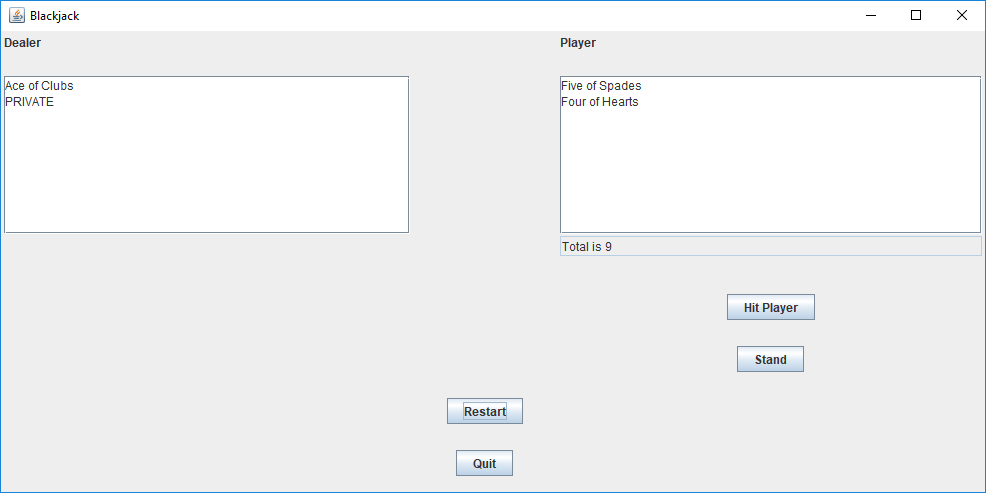 Blackjack
Dealer
Player
Ace of Clubs
PRIVATE
Five of Spades
Four of Hearts
Total is 9
Hit Player
Stand
Restart
Quit